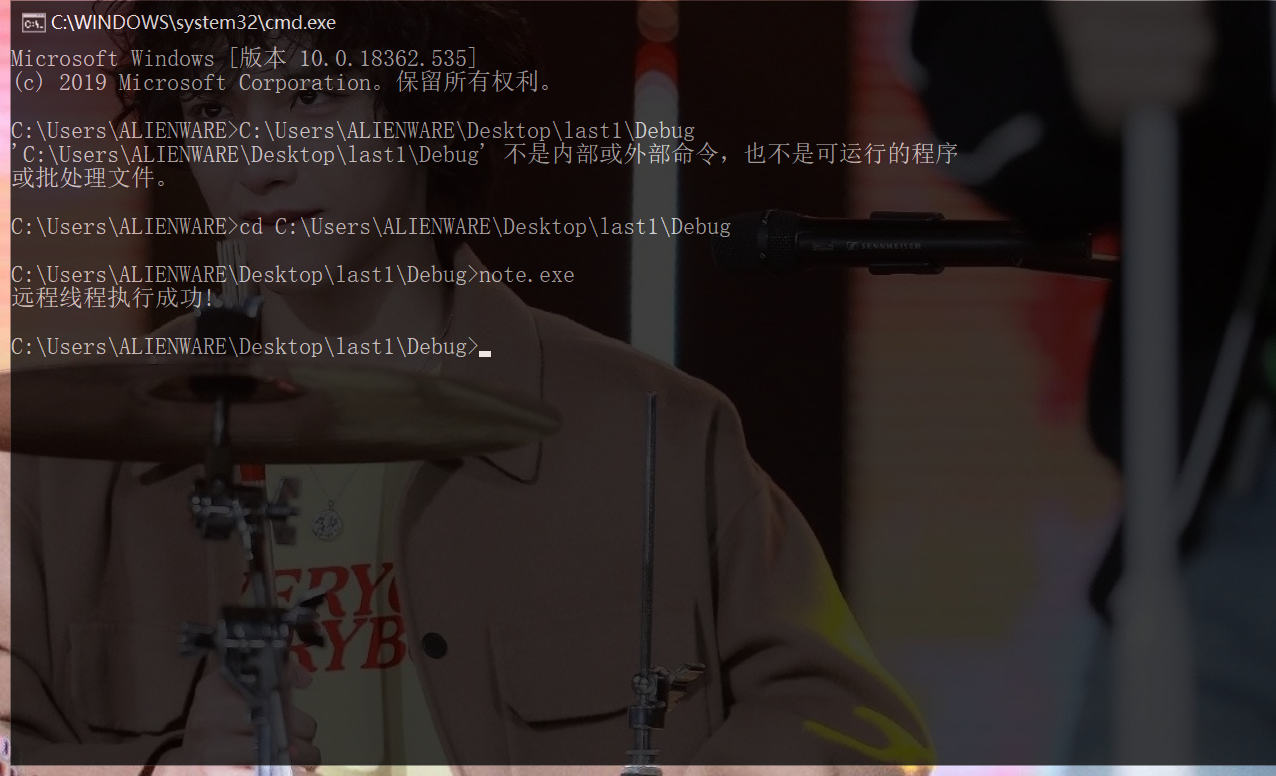 C:\WINDOWS\system32\cmd.exe
Microsoft Windows [版本 10.0.18362.535]
(c) 2019 Microsoft Corporation。保留所有权利。
C:\Users\ALIENWARE>C:\Users\ALIENWARE\Desktop\last1\Debug
'C:\Users\ALIENWARE\Desktop\last1\Debug' 不是内部或外部命令，也不是可运行的程序
或批处理文件。
C:\Users\ALIENWARE>cd C:\Users\ALIENWARE\Desktop\last1\Debug
SENNHEISER
C:\Users\ALIENWARE\Desktop\last1\Debug>note.exe
远程线程执行成功!
C:\Users\ALIENWARE\Desktop\last1\Debug>